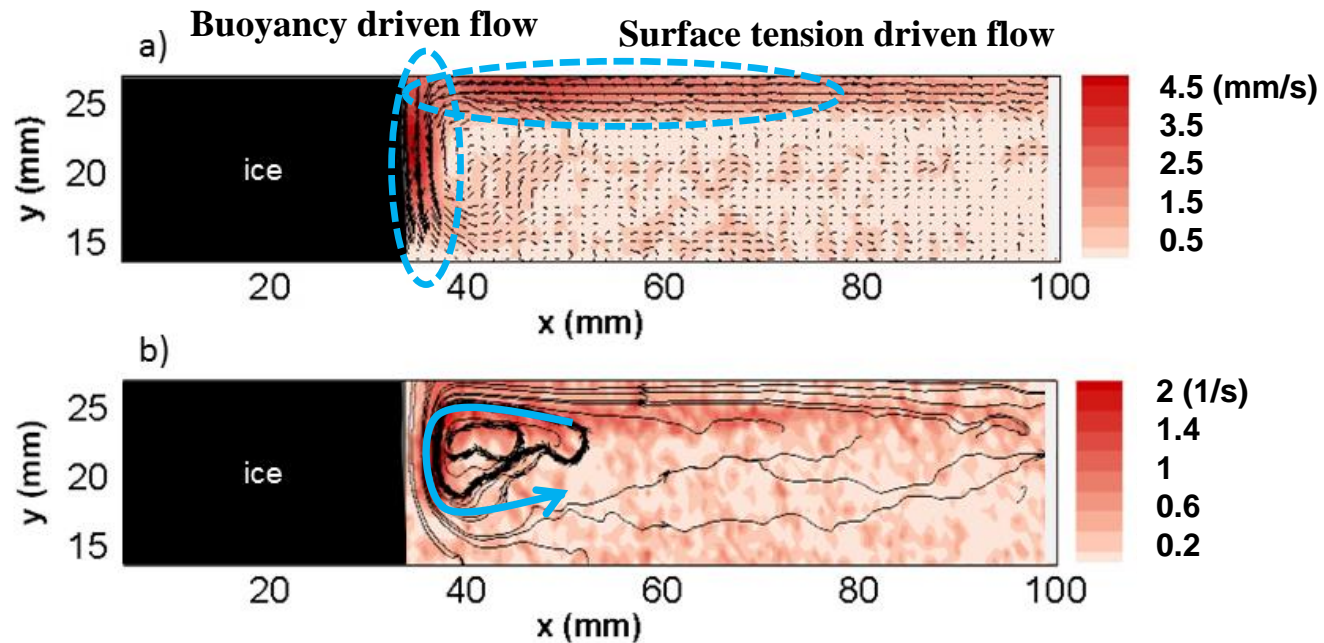 Buoyancy driven flow
Surface tension driven flow
a)
25
20
15
y (mm)
ice
4.5 (mm/s)
3.5
2.5
1.5
0.5
20
40
60
80
100
x (mm)
b)
25
20
15
y (mm)
ice
2 (1/s)
1.4
1
0.6
0.2
20
40
60
80
100
x (mm)